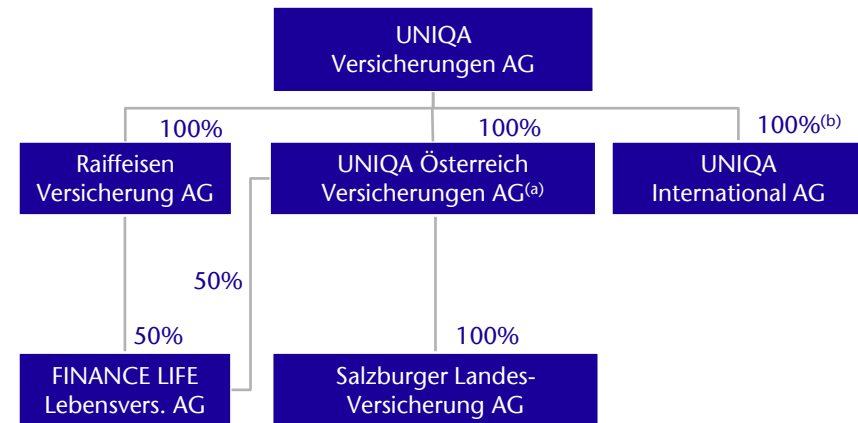 UNIQA
Versicherungen AG
100%
100%
100%(b)
Raiffeisen
Versicherung AG
UNIQA Österreich
Versicherungen AG(a)
UNIQA
International AG
50%
50%
100%
FINANCE LIFE
Lebensvers. AG
Salzburger Landes-
Versicherung AG